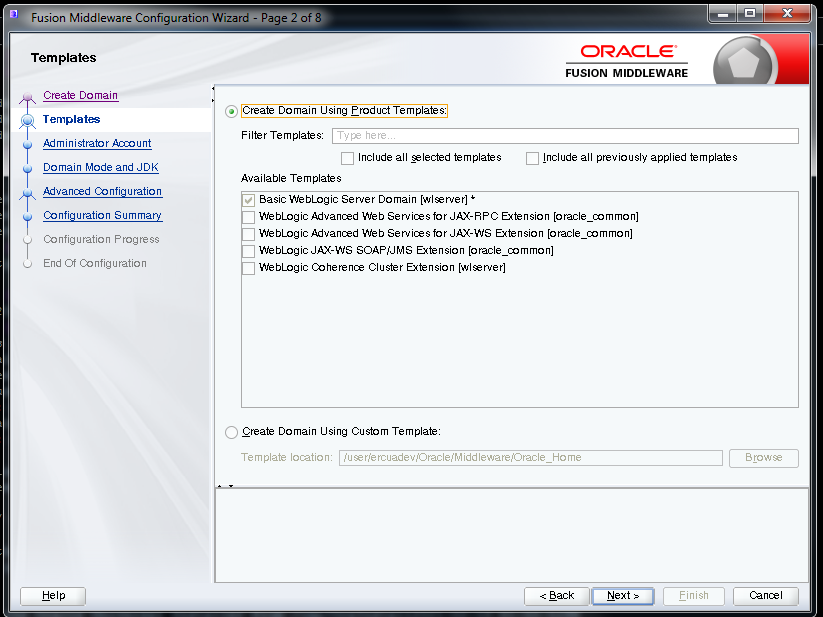 Fusion Middleware Configuration Wizard - Page 2 of 8
Templates
ORACLE
FUSION MIDDLEWARE
Create Domain
Templates
Administrator Account
Domain Mode and JDK
Advanced Configuration
Configuration Summary
Configuration Progress
End Of Configuration
Create Domain Using Product Templates:
Filter Templates: Type here...
Include all selected templates Include all previously applied templates
Available Templates
Basic WebLogic Server Domain [wlserver] *
WebLogic Advanced Web Services for JAX-RPC Extension [oracle_common]
WebLogic Advanced Web Services for JAX-WS Extension [oracle_common]
WebLogic JAX-WS SOAP/JMS Extension [oracle_common]
WebLogic Coherence Cluster Extension [wlserver]
Create Domain Using Custom Template:
Template location: /user/ercuadev/Oracle/Middleware/Oracle_Home Browse
Help < Back Next > Finish Cancel